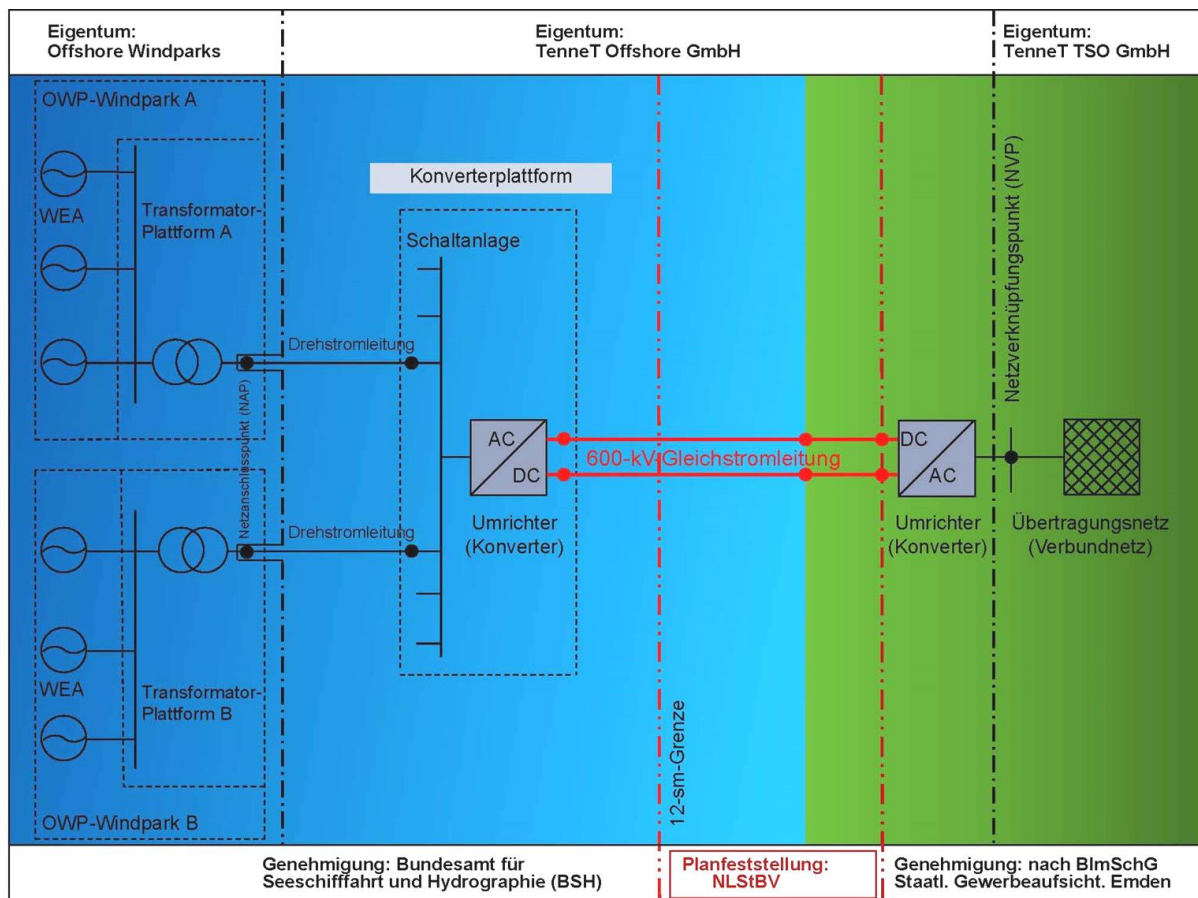 Eigentum:
Offshore Windparks
Eigentum:
TenneT Offshore GmbH
Eigentum:
TenneT TSO GmbH
OWP-Windpark A
WEA
Transformator-
Plattform A
Konverterplattform
Schaltanlage
Drehstromleitung
Netzanschlusspunkt (NAP)
Netzverknüpfungspunkt (NVP)
AC
DC
600-kV-Gleichstromleitung
DC
AC
Drehstromleitung
Umrichter
(Konverter)
Umrichter
(Konverter)
Übertragungsnetz
(Verbundnetz)
WEA
Transformator-
Plattform B
12-sm-Grenze
OWP-Windpark B
Genehmigung: Bundesamt für
Seeschifffahrt und Hydrographie (BSH)
Planfeststellung:
NLStBV
Genehmigung: nach BImSchG
Staatl. Gewerbeaufsicht. Emden